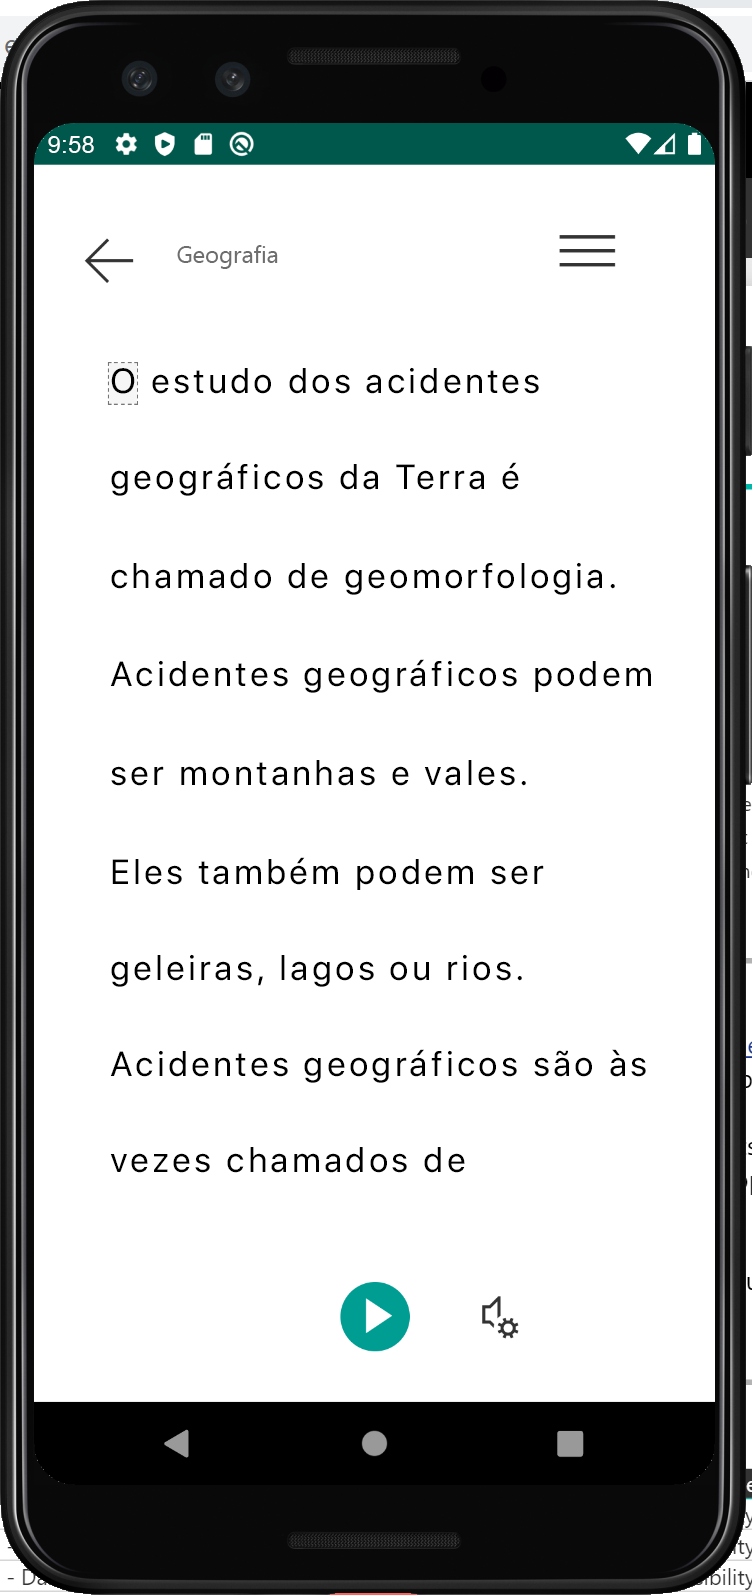 9:58
Geografia
O estudo dos acidentes
geográficos da Terra é
chamado de geomorfologia.
Acidentes geográficos podem
ser montanhas e vales.
Eles também podem ser
geleiras, lagos ou rios.
Acidentes geográficos são às
vezes chamados de